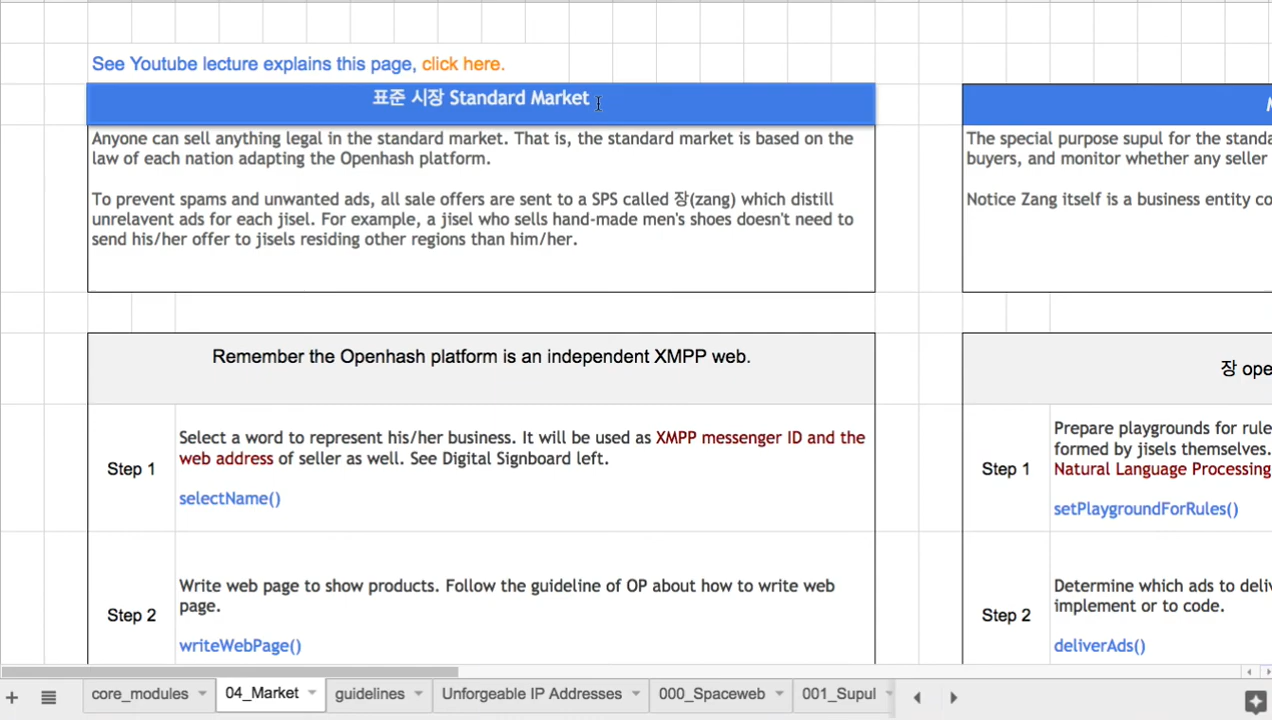 See Youtube lecture explains this page, click here.
표준 시장 Standard Market
Anyone can sell anything legal in the standard market. That is, the standard market is based on the
law of each nation adapting the Openhash platform.
To prevent spams and unwanted ads, all sale offers are sent to a SPS called 장(zang) which distill
unrelavent ads for each jisel. For example, a jisel who sells hand-made men's shoes doesn't need to
send his/her offer to jisels residing other regions than him/her.
The special purpose supul for the standa
buyers, and monitor whether any seller
Notice Zang itself is a business entity co
Remember the Openhash platform is an independent XMPP web.
Step 1
Select a word to represent his/her business. It will be used as XMPP messenger ID and the
web address of seller as well. See Digital Signboard left.
selectName()
Step 2
Write web page to show products. Follow the guideline of OP about how to write web
page.
writeWebPage()
장 ope
Step 1
Prepare playgrounds for rule
formed by jisels themselves.
Natural Language Processing
setPlaygroundForRules()
Step 2
Determine which ads to deli
implement or to code.
deliverAds()
core_modules 04_Market guidelines Unforgeable IP Addresses 000_Spaceweb 001_Supul